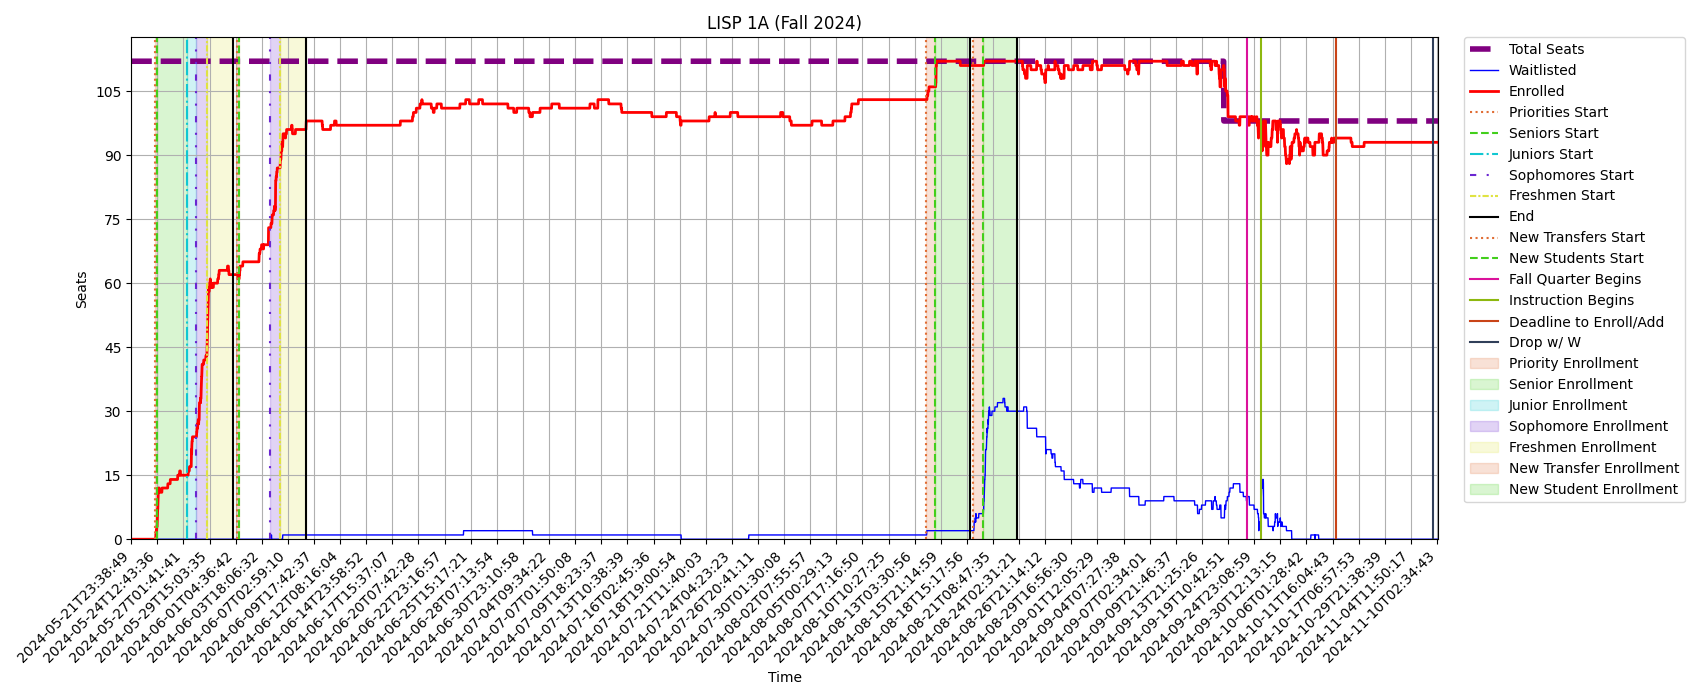 LISP 1A (Fall 2024)
Seats
105
90
75
60
45
30
15
0
2024-05-21T23:38:49
2024-05-24T12:43:36
2024-05-27T01:41:41
2024-05-29T15:03:35
2024-06-01T04:36:42
2024-06-03T18:06:32
2024-06-07T02:59:10
2024-06-09T17:42:37
2024-06-12T08:16:04
2024-06-14T23:58:52
2024-06-17T15:37:07
2024-06-20T07:42:28
2024-06-22T23:16:57
2024-06-25T15:17:21
2024-06-28T07:13:54
2024-06-30T23:10:58
2024-07-04T09:34:22
2024-07-07T01:50:08
2024-07-09T18:23:37
2024-07-13T10:38:39
2024-07-16T02:45:36
2024-07-18T19:00:54
2024-07-21T11:40:03
2024-07-24T04:23:23
2024-07-26T20:41:11
2024-07-30T01:30:08
2024-08-02T07:55:57
2024-08-05T00:29:13
2024-08-07T17:16:50
2024-08-10T10:27:25
2024-08-13T03:30:56
2024-08-15T21:14:59
2024-08-18T15:17:56
2024-08-21T08:47:35
2024-08-24T02:31:21
2024-08-26T21:14:12
2024-08-29T16:56:30
2024-09-01T12:05:29
2024-09-04T07:27:38
2024-09-07T02:34:01
2024-09-09T21:46:37
2024-09-13T12:25:26
2024-09-19T10:42:51
2024-09-24T23:08:59
2024-09-30T12:13:15
2024-10-06T01:28:42
2024-10-11T16:04:43
2024-10-17T06:57:53
2024-10-29T21:38:39
2024-11-04T11:50:17
2024-11-10T02:34:43
Time
Total Seats
Waitlisted
Enrolled
Priorities Start
Seniors Start
Juniors Start
Sophomores Start
Freshmen Start
End
New Transfers Start
New Students Start
Fall Quarter Begins
Instruction Begins
Deadline to Enroll/Add
Drop w/ W
Priority Enrollment
Senior Enrollment
Junior Enrollment
Sophomore Enrollment
Freshmen Enrollment
New Transfer Enrollment
New Student Enrollment